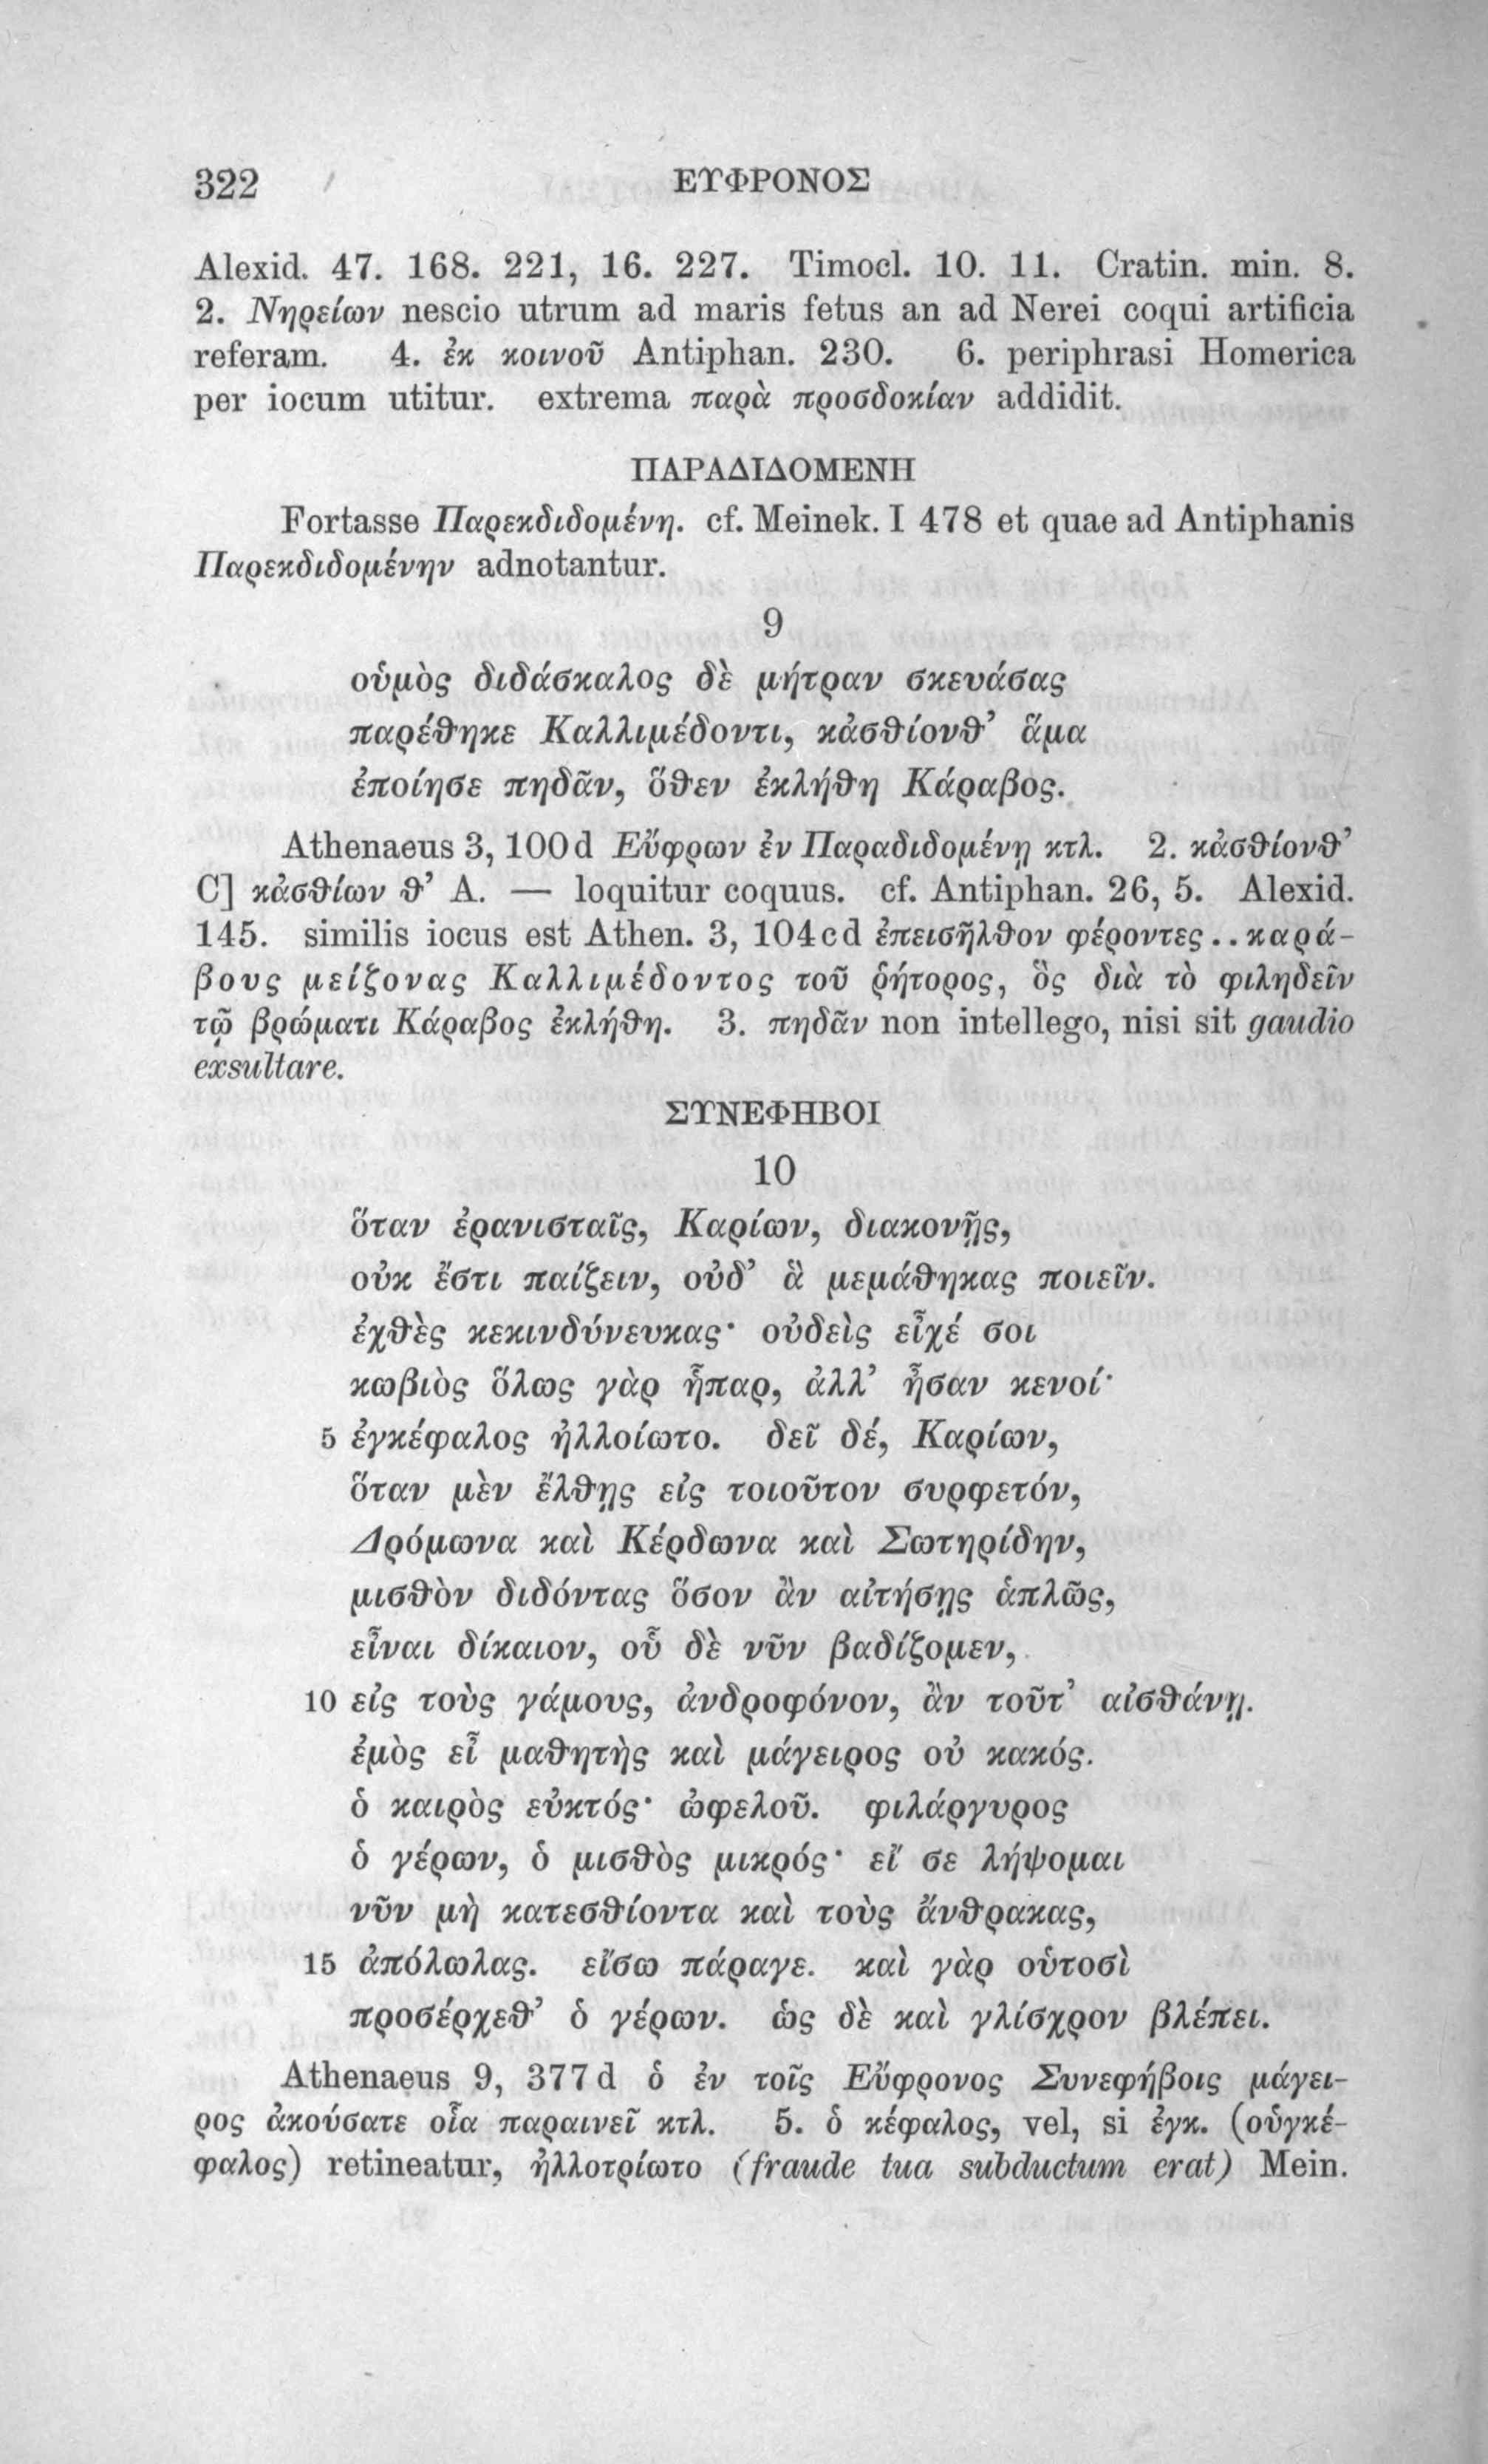 322 ΕΥΦΡΟΝΟΣ
Alexid. 47. 168. 221, 16. 227. Timocl. 10. 11. Cratin. min. 8.
2. Νηρείων nescio utrum ad maris fetus an ad Nerei coqui artificia
referam. 4. ἐκ κοινοῦ Antiphan. 230. 6. periphrasi Homerica
per iocum utitur. extrema παρὰ προσδοκίαν addidit.
ΠΑΡΑΔΙΔΟΜΕΝΗ
Fortasse Παρεκδιδομένη. cf. Meinek. I 478 et quae ad Antiphanis
Παρεκδιδομένην adnotantur.
9
οὑμὸς διδάσκαλος δὲ μήτραν σκευάσας
παρέθηκε Καλλιμέδοντι, κἀσθίονθ’ ἅμα
ἐποίησε πηδᾶν, ὅθεν ἐκλήθη Κάραβος.
Athenaeus 3, 100d Εὔφρων ἐν Παραδιδομένῃ κτλ. 2. κἀσθίονθ’
C] κἀσθίων θ’ A. — loquitur coquus. cf. Antiphan. 26, 5. Alexid.
145. similis iocus est Athen. 3, 104cd ἐπεισῆλθον φέροντες . . καρά-
βους μείζονας Καλλιμέδοντος τοῦ ῥήτορος, ὃς διὰ τὸ φιληδεῖν
τῷ βρώματι Κάραβος ἐκλήθη. 3. πηδᾶν non intellego, nisi sit gaudio
exsultare.
ΣΥΝΕΦΗΒΟΙ
10
ὅταν ἐρανισταῖς, Καρίων, διακονῇς,
οὐκ ἔστι παίζειν, οὐδ’ ἃ μεμάθηκας ποιεῖν.
ἐχθὲς κεκινδύνευκας· οὐδεὶς εἶχέ σοι
κωβιὸς ὅλως γὰρ ἧπαρ, ἀλλ’ ἦσαν κενοί·
5 ἐγκέφαλος ἠλλοίωτο. δεῖ δέ, Καρίων,
ὅταν μὲν ἔλθῃς εἰς τοιοῦτον συρφετόν,
Δρόμωνα καὶ Κέρδωνα καὶ Σωτηρίδην,
μισθὸν διδόντας ὅσον ἂν αἰτήσῃς ἁπλῶς,
εἶναι δίκαιον, οὗ δὲ νῦν βαδίζομεν,
10 εἰς τοὺς γάμους, ἀνδροφόνον, ἂν τοῦτ’ αἰσθάνῃ.
ἐμὸς εἶ μαθητὴς καὶ μάγειρος οὐ κακός.
ὁ καιρὸς εὐκτός· ὠφελοῦ. φιλάργυρος
ὁ γέρων, ὁ μισθὸς μικρός· εἴ σε λήψομαι
νῦν μὴ κατεσθίοντα καὶ τοὺς ἄνθρακας,
15 ἀπόλωλας. εἴσω πάραγε. καὶ γὰρ οὑτοσὶ
προσέρχεθ’ ὁ γέρων. ὡς δὲ καὶ γλίσχρον βλέπει.
Athenaeus 9, 377d ὁ ἐν τοῖς Εὔφρονος Συνεφήβοις μάγει-
ρος ἀκούσατε οἷα παραινεῖ κτλ. 5. ὁ κέφαλος, vel, si ἐγκ. (οὑγκέ-
φαλος) retineatur, ἠλλοτρίωτο (fraude tua subductum erat) Mein.